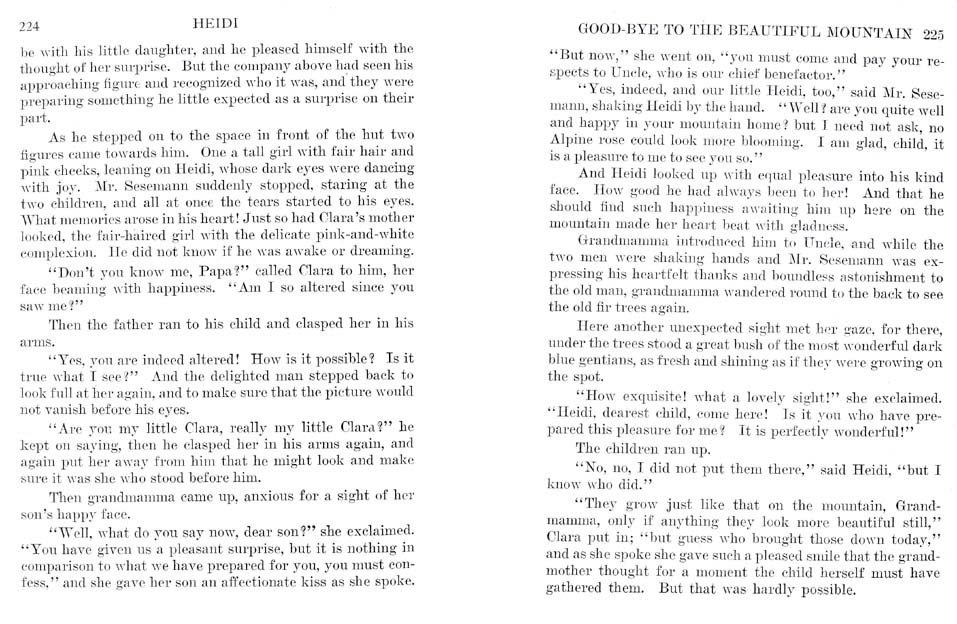 224
HEIDI
be with his little daughter, and he pleased himself with the
thought of her surprise. But the company above had seen his
approaching figure and recognized who it was, and they were
preparing something he little expected as a surprise on their
part.
As he stepped on to the space in front of the hut two
figures came towards him. One a tall girl with fair hair and
pink cheeks, leaning on Heidi, whose dark eyes were dancing
with joy. Mr. Sesemann suddenly stopped, staring at the
two children, and all at once the tears started to his eyes.
What memories arose in his heart! Just so had Clara's mother
looked, the fair-haired girl with the delicate pink-and-white
complexion. He did not know if he was awake or dreaming.
"Don't you know me, Papa?" called Clara to him, her
face beaming with happiness. "Am I so altered since you
saw me?"
Then the father ran to his child and clasped her in his
arms.
"Yes, you are indeed altered! How is it possible? Is it
true what I see?" And the delighted man stepped back to
look full at her again, and to make sure that the picture would
not vanish before his eyes.
"Are you my little Clara, really my little Clara?" he
kept on saying, then he clasped her in his arms again, and
again put her away from him that he might look and make
sure it was she who stood before him.
Then grandmamma came up, anxious for a sight of her
son's happy face.
"Well, what do you say now, dear son?" she exclaimed.
"You have given us a pleasant surprise, but it is nothing in
comparison to what we have prepared for you, you must con-
fess," and she gave her son an affectionate kiss as she spoke.
GOOD-BYE TO THE BEAUTIFUL MOUNTAIN 225
"But now," she went on, "you must come and pay your re-
spects to Uncle, who is our chief benefactor."
"Yes, indeed, and our little Heidi, too," said Mr. Sese-
mann, shaking Heidi by the hand. "Well? are you quite well
and happy in your mountain home? but I need not ask, no
Alpine rose could look more blooming. I am glad, child, it
is a pleasure to me to see you so."
And Heidi looked up with equal pleasure into his kind
face. How good he had always been to her! And that he
should find such happiness awaiting him up here on the
mountain made her heart beat with gladness.
Grandmamma introduced him to Uncle, and while the
two men were shaking hands and Mr. Sesemann was ex-
pressing his heartfelt thanks and boundless astonishment to
the old man, grandmamma wandered round to the back to see
the old fir trees again.
Here another unexpected sight met her gaze, for there,
under the trees stood a great bush of the most wonderful dark
blue gentians, as fresh and shining as if they were growing on
the spot.
"How exquisite! what a lovely sight!" she exclaimed.
"Heidi, dearest child, come here! Is it you who have pre-
pared this pleasure for me? It is perfectly wonderful!"
The children ran up.
"No, no, I did not put them there," said Heidi, "but I
know who did."
"They grow just like that on the mountain, Grand-
mamma, only if anything they look more beautiful still,"
Clara put in; "but guess who brought those down today,"
and as she spoke she gave such a pleased smile that the grand-
mother thought for a moment the child herself must have
gathered them. But that was hardly possible.